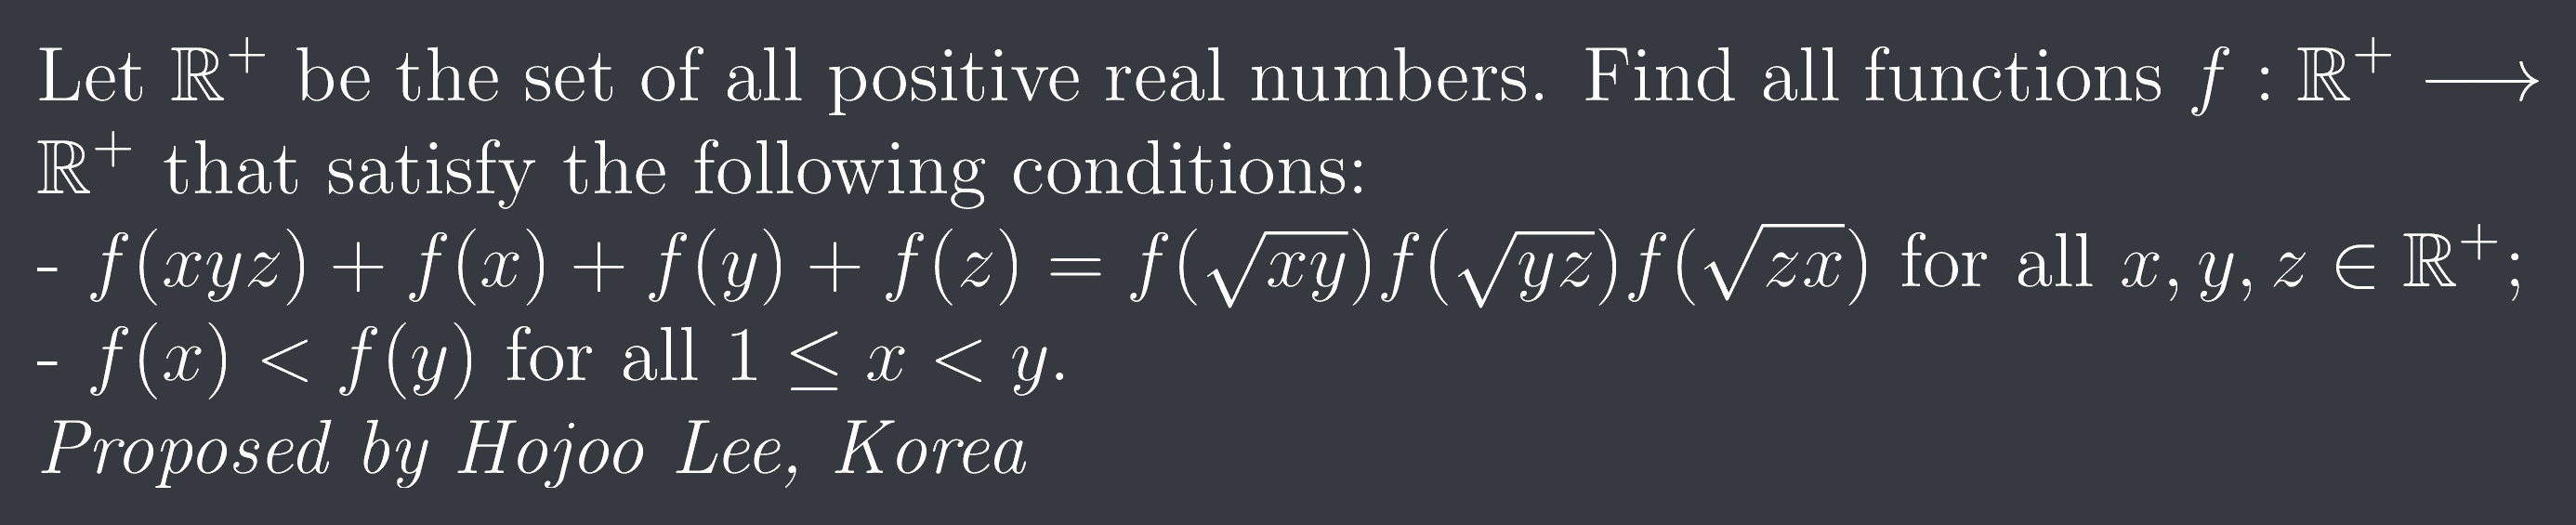 Let ℝ⁺ be the set of all positive real numbers. Find all functions f : ℝ⁺ ⟶
ℝ⁺ that satisfy the following conditions:
- f(xyz) + f(x) + f(y) + f(z) = f(√xy)f(√yz)f(√zx) for all x, y, z ∈ ℝ⁺;
- f(x) < f(y) for all 1 ≤ x < y.
Proposed by Hojoo Lee, Korea